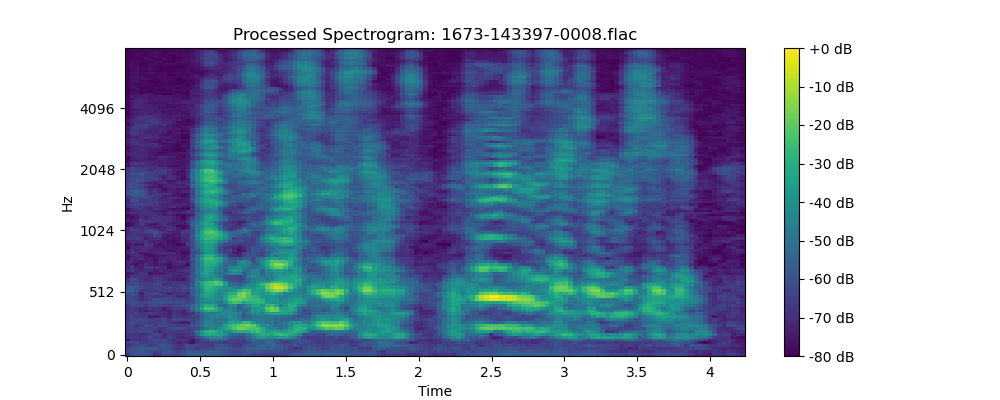 Processed Spectrogram: 1673-143397-0008.flac
Hz
4096
2048
1024
512
0
0 0.5 1 1.5 2 2.5 3 3.5 4
Time
+0 dB
-10 dB
-20 dB
-30 dB
-40 dB
-50 dB
-60 dB
-70 dB
-80 dB